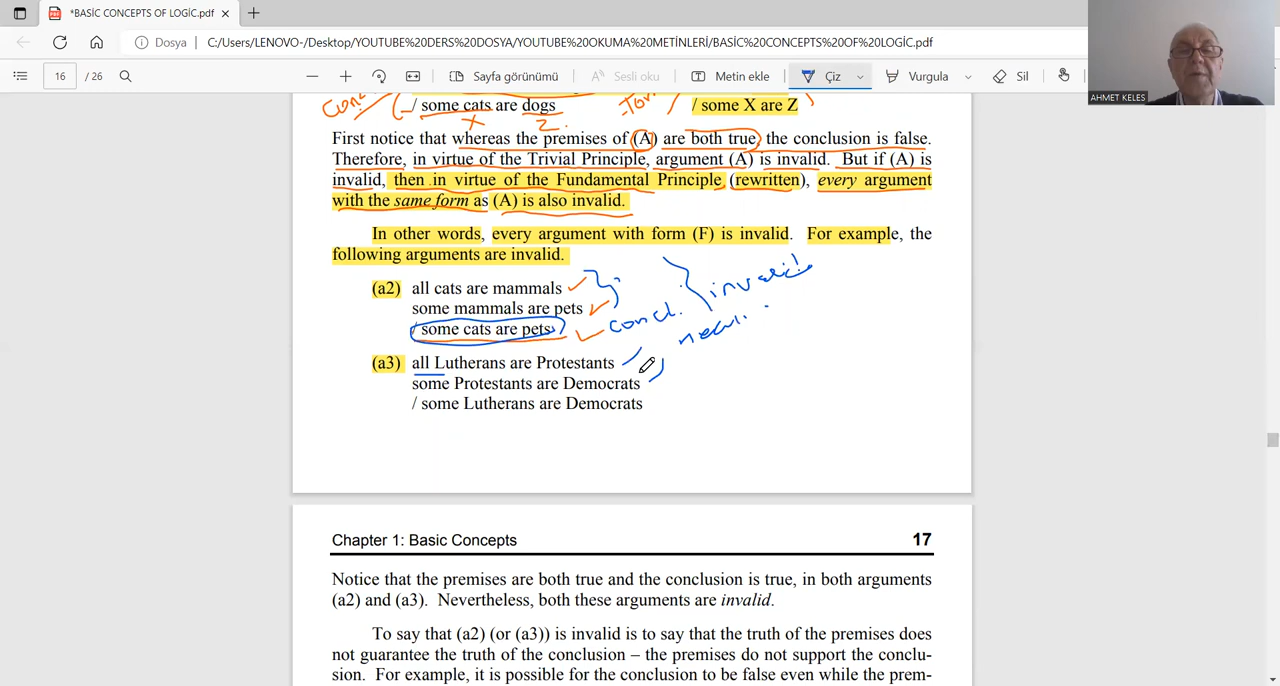 *BASİC CONCEPTS OF LOGİC.pdf
Dosya
C:/Users/LENOVO-/Desktop/YOUTUBE%20DERS%20DOSYA/YOUTUBE%20OKUMA%20METİNLERİ/BASİC%20CONCEPTS%20OF%20LOGİC.pdf
16 / 26
Sayfa görünümü
Sesli oku
Metin ekle
Çiz
Vurgula
Sil
AHMET KELES
/ some cats are dogs
/ some X are Z
X
Z
First notice that whereas the premises of (A) are both true, the conclusion is false.
Therefore, in virtue of the Trivial Principle, argument (A) is invalid. But if (A) is
invalid, then in virtue of the Fundamental Principle (rewritten), every argument
with the same form as (A) is also invalid.
In other words, every argument with form (F) is invalid. For example, the
following arguments are invalid.
(a2) all cats are mammals
some mammals are pets
/ some cats are pets
concl.
invalid!
(a3) all Lutherans are Protestants
some Protestants are Democrats
/ some Lutherans are Democrats
Chapter 1: Basic Concepts 17
Notice that the premises are both true and the conclusion is true, in both arguments
(a2) and (a3). Nevertheless, both these arguments are invalid.
To say that (a2) (or (a3)) is invalid is to say that the truth of the premises does
not guarantee the truth of the conclusion – the premises do not support the conclu-
sion. For example, it is possible for the conclusion to be false even while the prem-